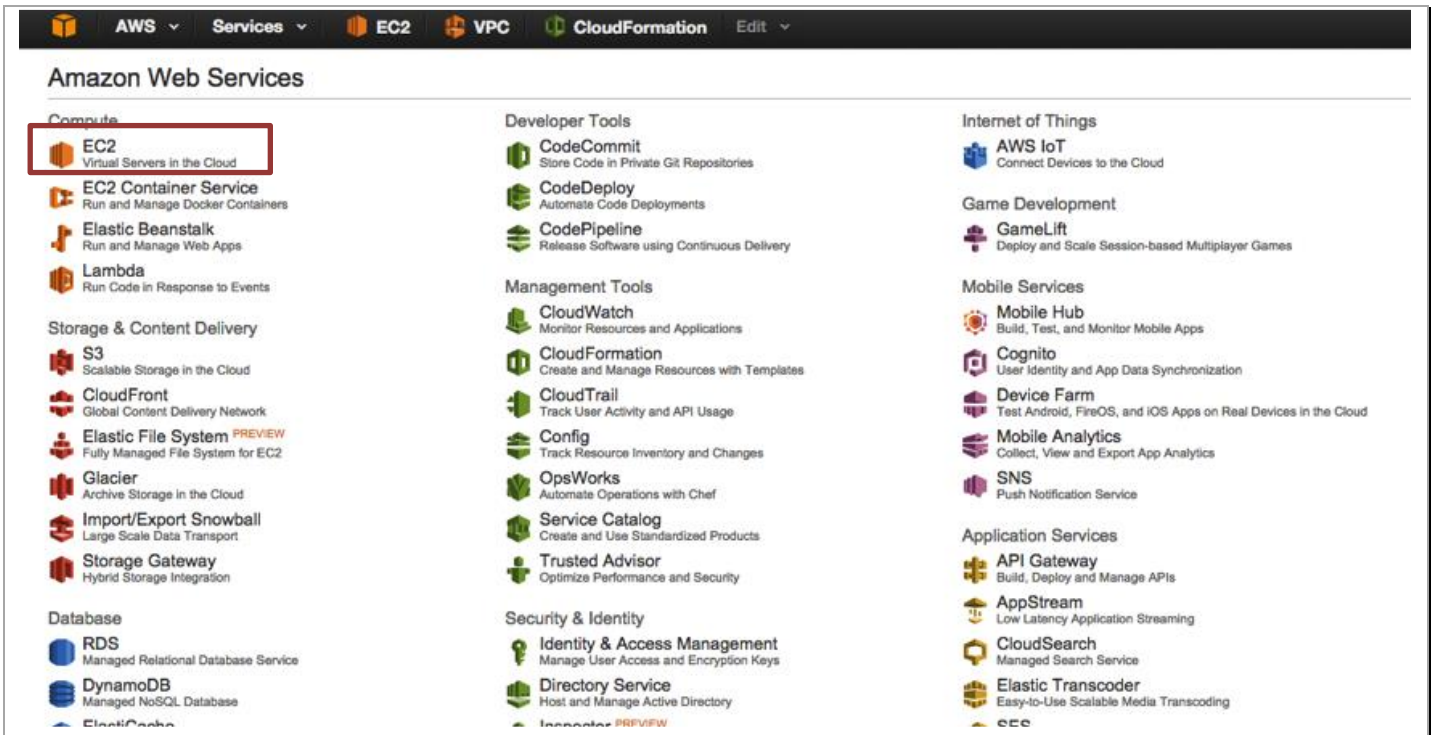 AWS Services EC2 VPC CloudFormation Edit
Amazon Web Services
Compute
EC2
Virtual Servers in the Cloud
EC2 Container Service
Run and Manage Docker Containers
Elastic Beanstalk
Run and Manage Web Apps
Lambda
Run Code in Response to Events
Storage & Content Delivery
S3
Scalable Storage in the Cloud
CloudFront
Global Content Delivery Network
Elastic File System PREVIEW
Fully Managed File System for EC2
Glacier
Archive Storage in the Cloud
Import/Export Snowball
Large Scale Data Transport
Storage Gateway
Hybrid Storage Integration
Database
RDS
Managed Relational Database Service
DynamoDB
Managed NoSQL Database
ElastiCache
Developer Tools
CodeCommit
Store Code in Private Git Repositories
CodeDeploy
Automate Code Deployments
CodePipeline
Release Software using Continuous Delivery
Management Tools
CloudWatch
Monitor Resources and Applications
CloudFormation
Create and Manage Resources with Templates
CloudTrail
Track User Activity and API Usage
Config
Track Resource Inventory and Changes
OpsWorks
Automate Operations with Chef
Service Catalog
Create and Use Standardized Products
Trusted Advisor
Optimize Performance and Security
Security & Identity
Identity & Access Management
Manage User Access and Encryption Keys
Directory Service
Host and Manage Active Directory
Inspector PREVIEW
Internet of Things
AWS IoT
Connect Devices to the Cloud
Game Development
GameLift
Deploy and Scale Session-based Multiplayer Games
Mobile Services
Mobile Hub
Build, Test, and Monitor Mobile Apps
Cognito
User Identity and App Data Synchronization
Device Farm
Test Android, FireOS, and iOS Apps on Real Devices in the Cloud
Mobile Analytics
Collect, View and Export App Analytics
SNS
Push Notification Service
Application Services
API Gateway
Build, Deploy and Manage APIs
AppStream
Low Latency Application Streaming
CloudSearch
Managed Search Service
Elastic Transcoder
Easy-to-Use Scalable Media Transcoding
SES